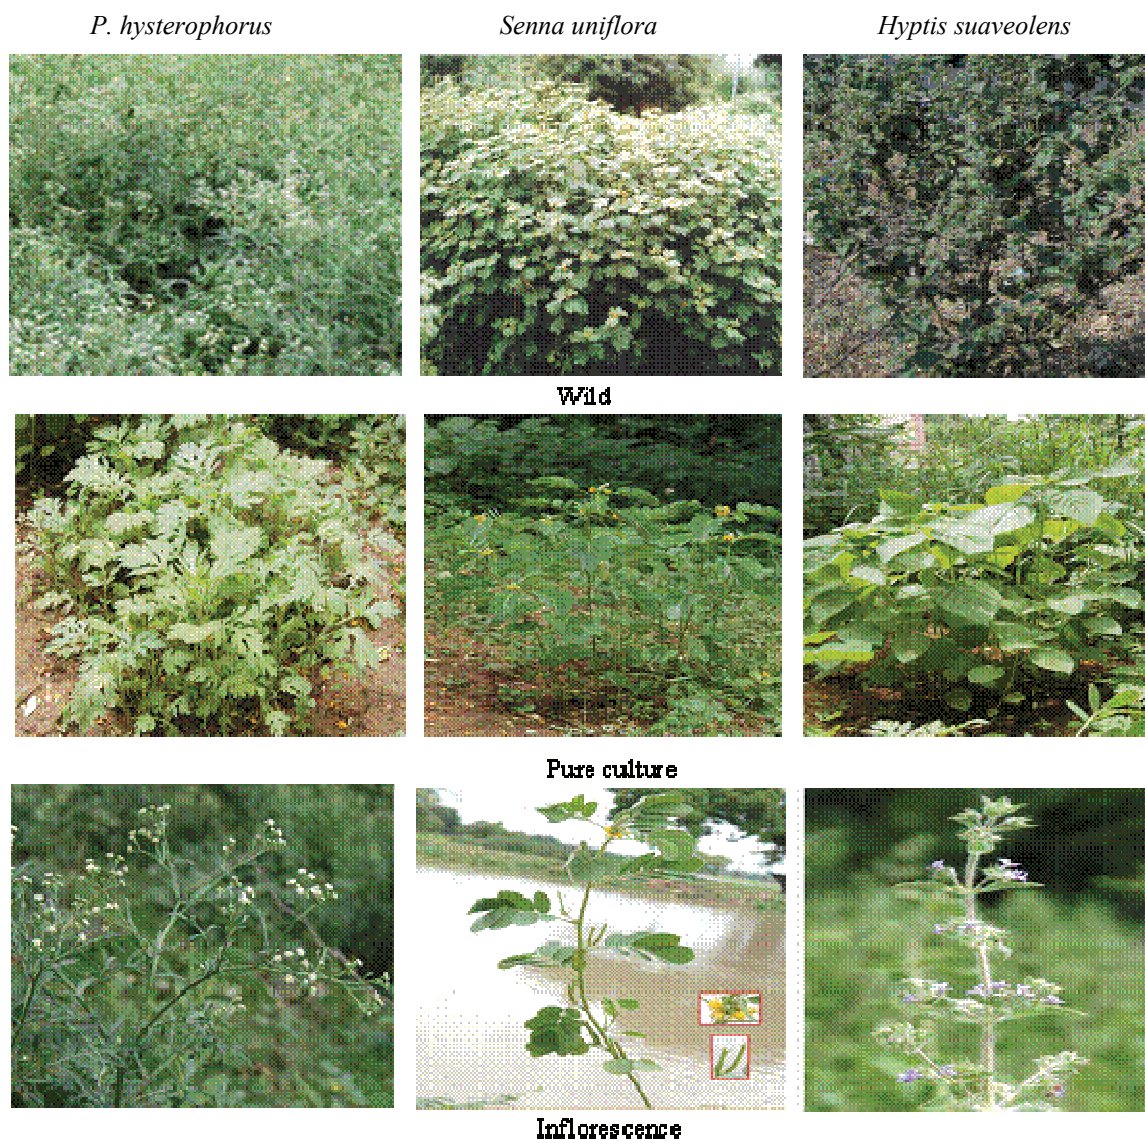 P. hysterophorus Senna uniflora Hyptis suaveolens
Wild
Pure culture
Inflorescence